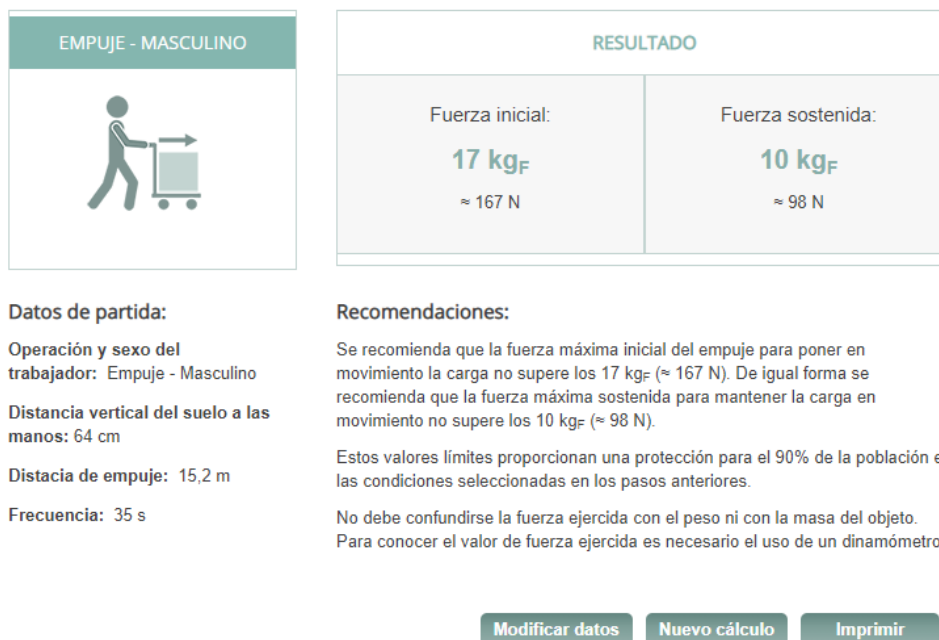 EMPUJE - MASCULINO
RESULTADO
Fuerza inicial:
17 kgF
≈ 167 N
Fuerza sostenida:
10 kgF
≈ 98 N
Datos de partida:
Operación y sexo del
trabajador: Empuje - Masculino
Distancia vertical del suelo a las
manos: 64 cm
Distacia de empuje: 15,2 m
Frecuencia: 35 s
Recomendaciones:
Se recomienda que la fuerza máxima inicial del empuje para poner en
movimiento la carga no supere los 17 kgF (≈ 167 N). De igual forma se
recomienda que la fuerza máxima sostenida para mantener la carga en
movimiento no supere los 10 kgF (≈ 98 N).
Estos valores límites proporcionan una protección para el 90% de la población e
las condiciones seleccionadas en los pasos anteriores.
No debe confundirse la fuerza ejercida con el peso ni con la masa del objeto.
Para conocer el valor de fuerza ejercida es necesario el uso de un dinamómetro
Modificar datos
Nuevo cálculo
Imprimir